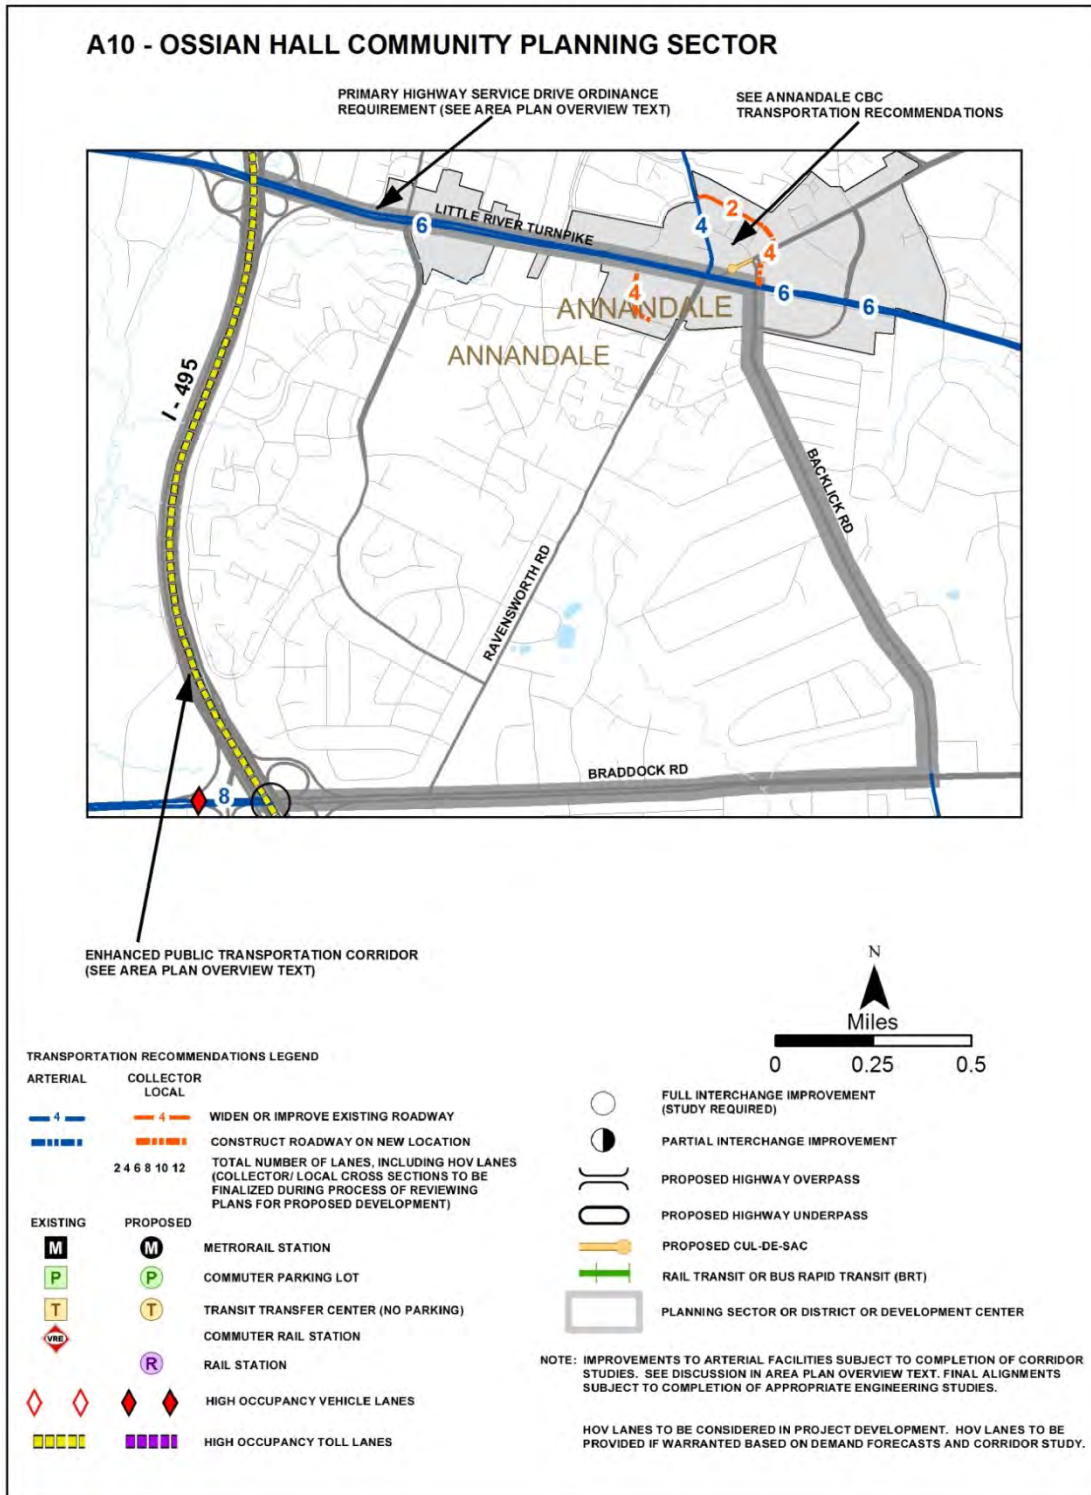 A10 - OSSIAN HALL COMMUNITY PLANNING SECTOR
PRIMARY HIGHWAY SERVICE DRIVE ORDINANCE
REQUIREMENT (SEE AREA PLAN OVERVIEW TEXT)
SEE ANNANDALE CBC
TRANSPORTATION RECOMMENDATIONS
LITTLE RIVER TURNPIKE
6
4
2
4
6
6
4
ANNANDALE
ANNANDALE
I - 495
BACKLICK RD
RAVENSWORTH RD
BRADDOCK RD
8
ENHANCED PUBLIC TRANSPORTATION CORRIDOR
(SEE AREA PLAN OVERVIEW TEXT)
N
Miles
0 0.25 0.5
TRANSPORTATION RECOMMENDATIONS LEGEND
ARTERIAL COLLECTOR
LOCAL
4 4 WIDEN OR IMPROVE EXISTING ROADWAY
CONSTRUCT ROADWAY ON NEW LOCATION
2 4 6 8 10 12 TOTAL NUMBER OF LANES, INCLUDING HOV LANES
(COLLECTOR/ LOCAL CROSS SECTIONS TO BE
FINALIZED DURING PROCESS OF REVIEWING
PLANS FOR PROPOSED DEVELOPMENT)
EXISTING PROPOSED
M M METRORAIL STATION
P P COMMUTER PARKING LOT
T T TRANSIT TRANSFER CENTER (NO PARKING)
VRE COMMUTER RAIL STATION
R RAIL STATION
HIGH OCCUPANCY VEHICLE LANES
HIGH OCCUPANCY TOLL LANES
FULL INTERCHANGE IMPROVEMENT
(STUDY REQUIRED)
PARTIAL INTERCHANGE IMPROVEMENT
PROPOSED HIGHWAY OVERPASS
PROPOSED HIGHWAY UNDERPASS
PROPOSED CUL-DE-SAC
RAIL TRANSIT OR BUS RAPID TRANSIT (BRT)
PLANNING SECTOR OR DISTRICT OR DEVELOPMENT CENTER
NOTE: IMPROVEMENTS TO ARTERIAL FACILITIES SUBJECT TO COMPLETION OF CORRIDOR
STUDIES. SEE DISCUSSION IN AREA PLAN OVERVIEW TEXT. FINAL ALIGNMENTS
SUBJECT TO COMPLETION OF APPROPRIATE ENGINEERING STUDIES.
HOV LANES TO BE CONSIDERED IN PROJECT DEVELOPMENT. HOV LANES TO BE
PROVIDED IF WARRANTED BASED ON DEMAND FORECASTS AND CORRIDOR STUDY.